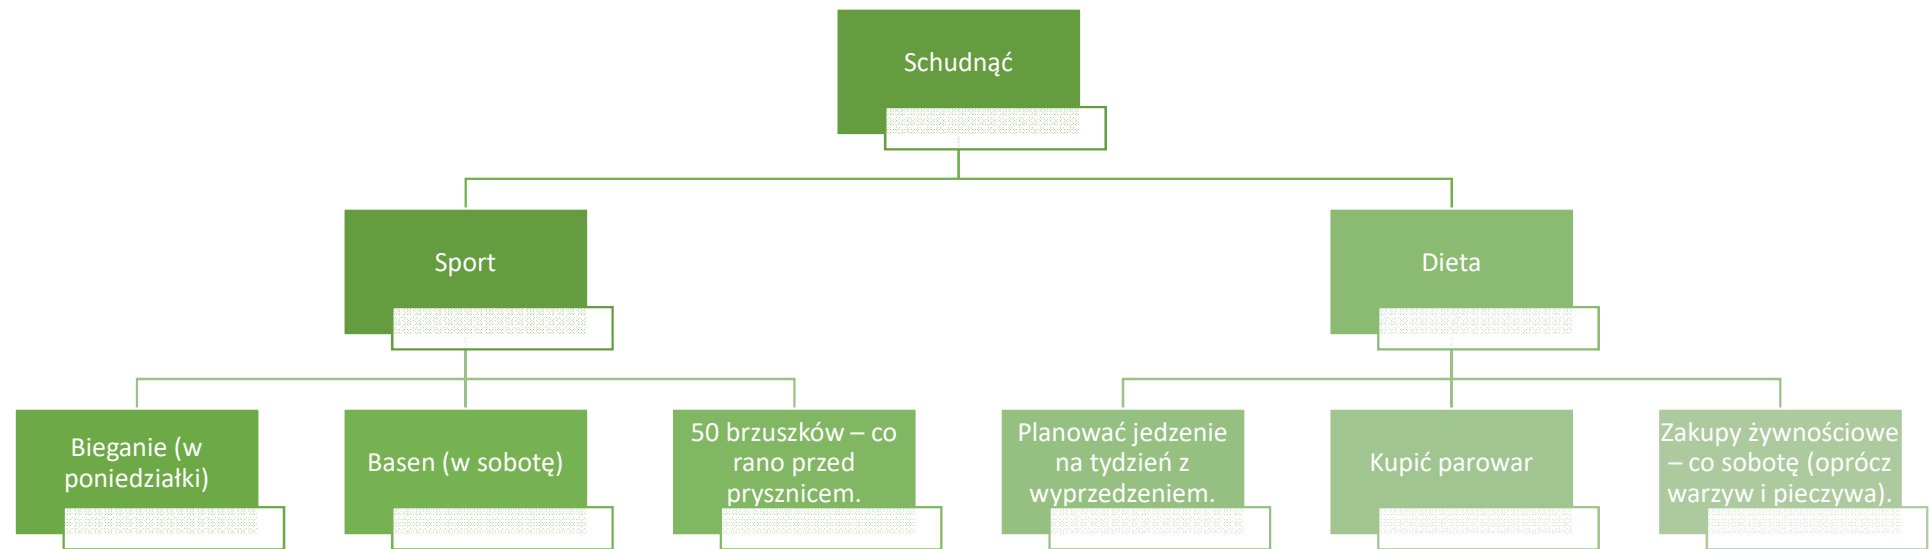 Schudnąć
Sport
Dieta
Bieganie (w
poniedziałki)
Basen (w sobotę)
50 brzuszków – co
rano przed
prysznicem.
Planować jedzenie
na tydzień z
wyprzedzeniem.
Kupić parowar
Zakupy żywnościowe
– co sobotę (oprócz
warzyw i pieczywa).